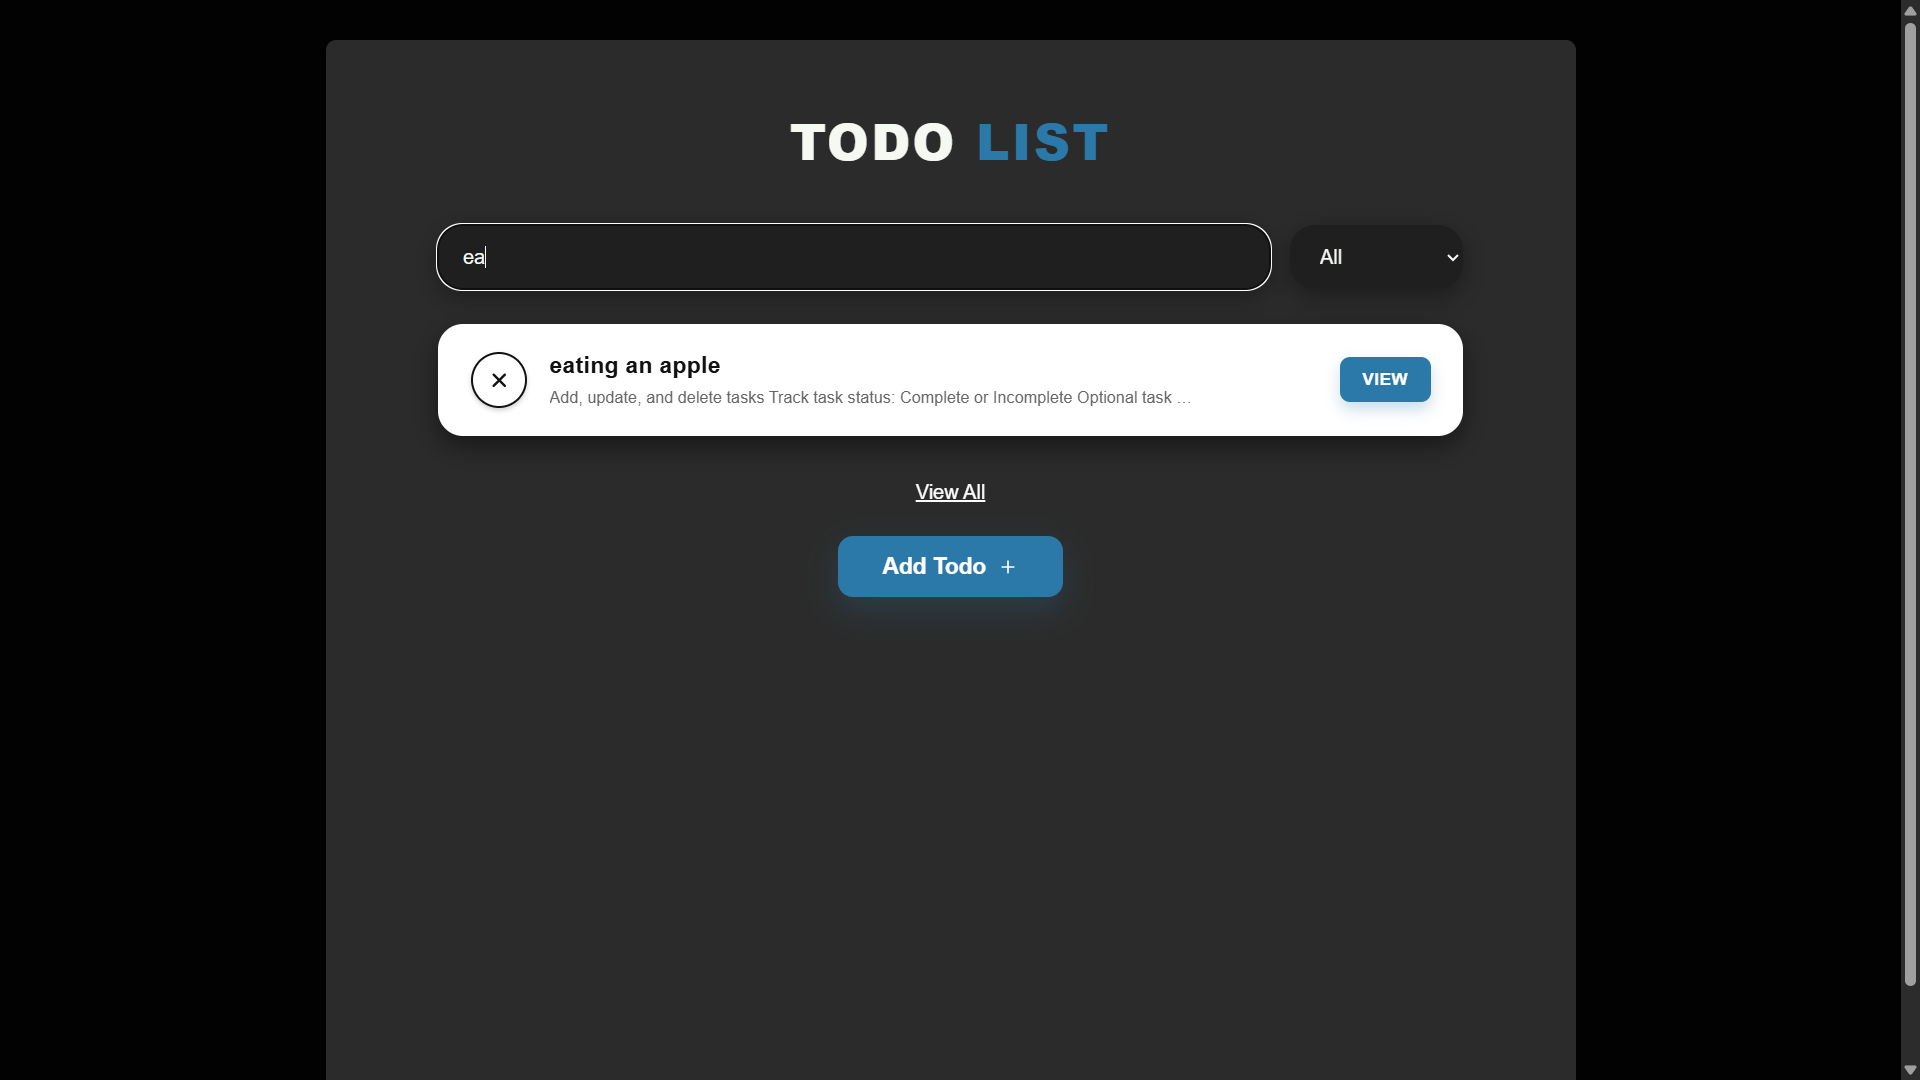 TODO LIST
ea
All
eating an apple
Add, update, and delete tasks Track task status: Complete or Incomplete Optional task ...
VIEW
View All
Add Todo +